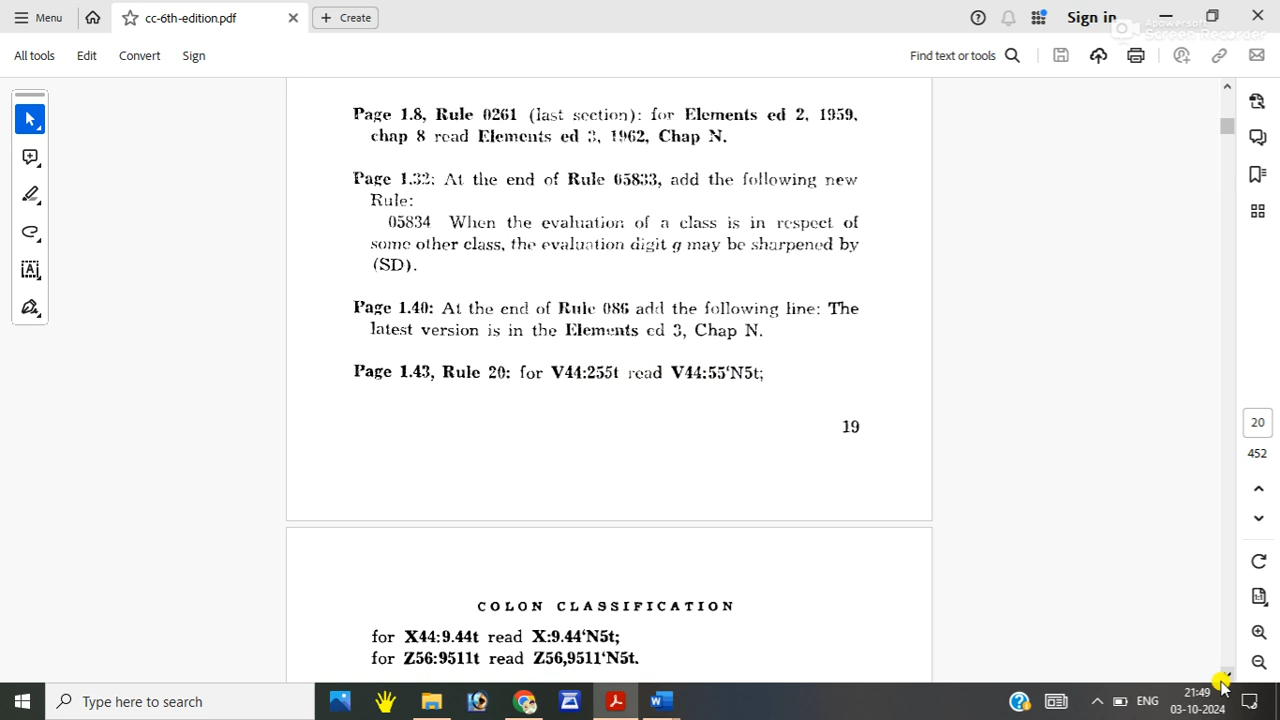 Menu
cc-6th-edition.pdf
Create
Sign in
Apowersoft
Screen Recorder
All tools
Edit
Convert
Sign
Find text or tools
Page 1.8, Rule 0261 (last section): for Elements ed 2, 1959,
chap 8 read Elements ed 3, 1962, Chap N.
Page 1.32: At the end of Rule 05833, add the following new
Rule:
05834 When the evaluation of a class is in respect of
some other class, the evaluation digit g may be sharpened by
(SD).
Page 1.40: At the end of Rule 086 add the following line: The
latest version is in the Elements ed 3, Chap N.
Page 1.43, Rule 20: for V44:255t read V44:55‘N5t;
19
20
452
COLON CLASSIFICATION
for X44:9.44t read X:9.44‘N5t;
for Z56:9511t read Z56,9511‘N5t.
Type here to search
ENG
21:49
03-10-2024